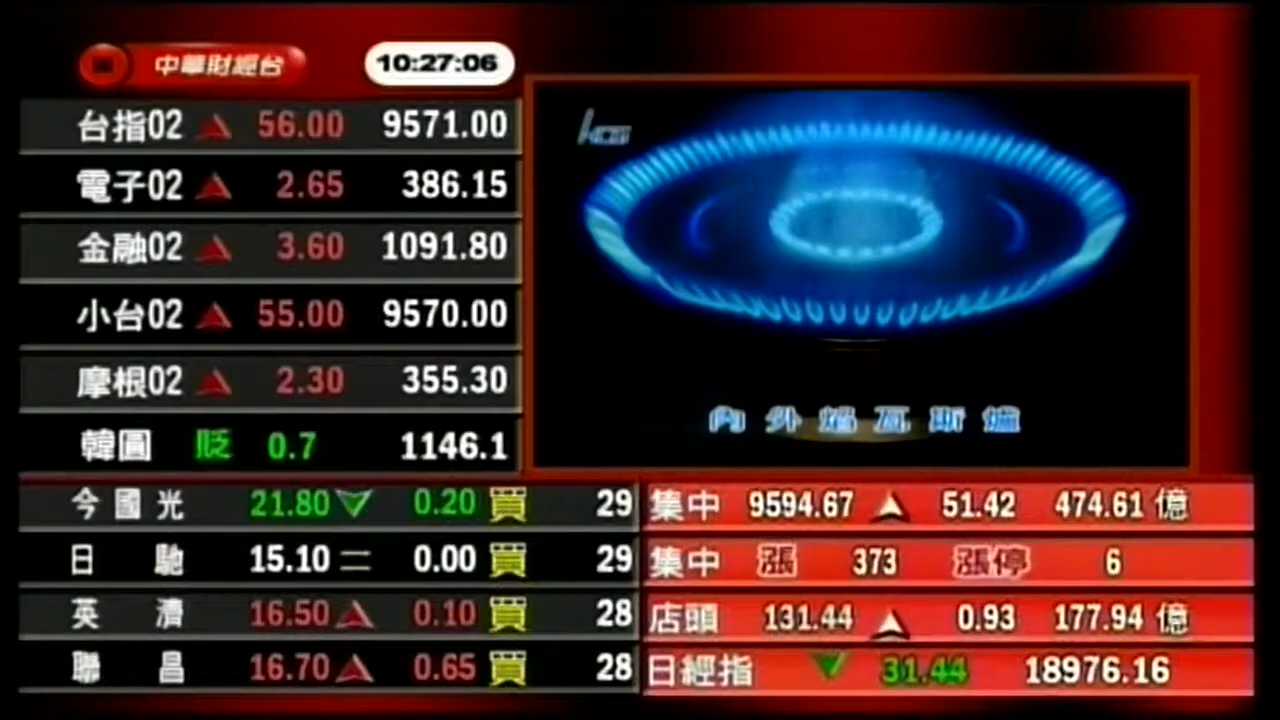 中華財經台 10:27:06
台指02 ▲ 56.00 9571.00
電子02 ▲ 2.65 386.15
金融02 ▲ 3.60 1091.80
小台02 ▲ 55.00 9570.00
摩根02 ▲ 2.30 355.30
韓圓 貶 0.7 1146.1
內外焰瓦斯爐
今國光 21.80 ▼ 0.20 買 29
日馳 15.10 = 0.00 買 29
英濟 16.50 ▲ 0.10 買 28
聯昌 16.70 ▲ 0.65 買 28
集中 9594.67 ▲ 51.42 474.61 億
集中 漲 373 漲停 6
店頭 131.44 ▲ 0.93 177.94 億
日經指 ▼ 31.44 18976.16